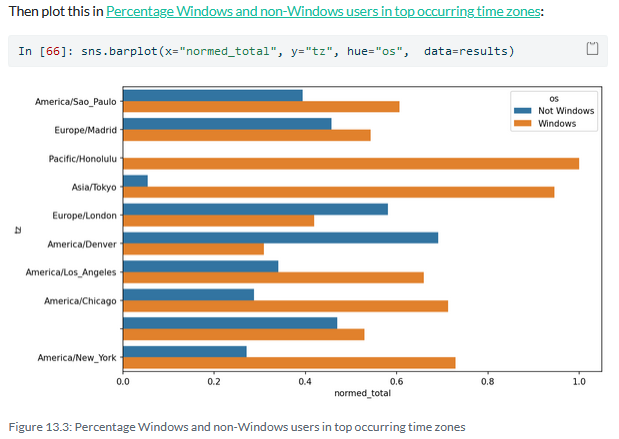 Then plot this in Percentage Windows and non-Windows users in top occurring time zones:
In [66]: sns.barplot(x="normed_total", y="tz", hue="os",  data=results)
os
Not Windows
Windows
America/Sao_Paulo
Europe/Madrid
Pacific/Honolulu
Asia/Tokyo
Europe/London
America/Denver
America/Los_Angeles
America/Chicago
America/New_York
tz
0.0 0.2 0.4 0.6 0.8 1.0
normed_total
Figure 13.3: Percentage Windows and non-Windows users in top occurring time zones